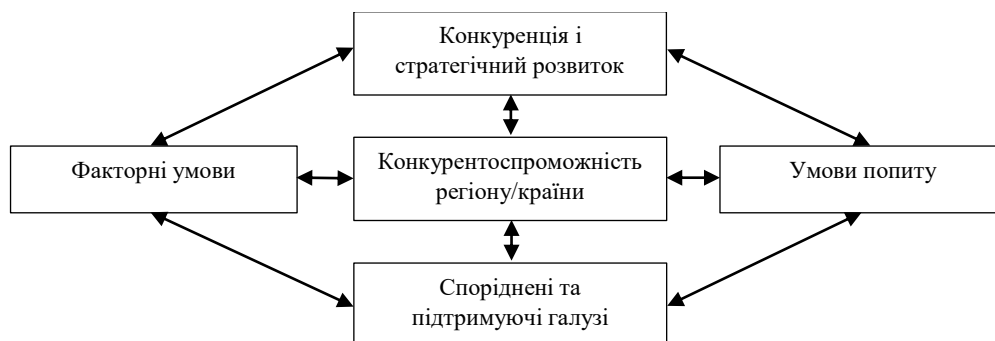 Конкуренція і
стратегічний розвиток
Факторні умови
Конкурентоспроможність
регіону/країни
Умови попиту
Споріднені та
підтримуючі галузі